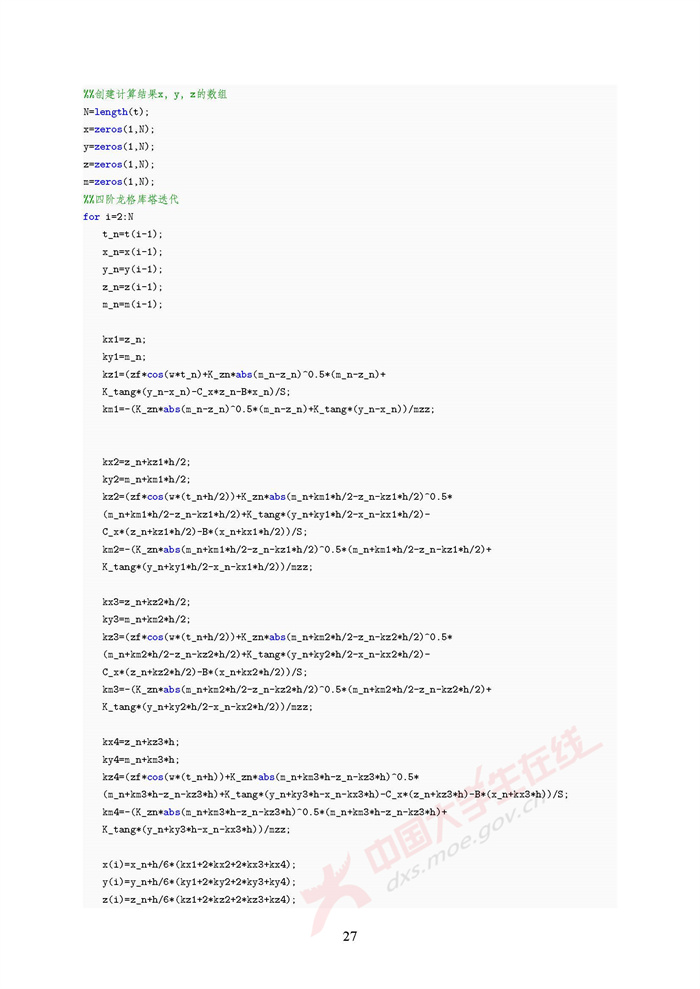 %%创建计算结果x, y, z的数组
N=length(t);
x=zeros(1,N);
y=zeros(1,N);
z=zeros(1,N);
m=zeros(1,N);
%%四阶龙格库塔迭代
for i=2:N
t_n=t(i-1);
x_n=x(i-1);
y_n=y(i-1);
z_n=z(i-1);
m_n=m(i-1);
kx1=z_n;
ky1=m_n;
kz1=(zf*cos(w*t_n)+K_zn*abs(m_n-z_n)^0.5*(m_n-z_n)+
K_tang*(y_n-x_n)-C_x*z_n-B*x_n)/S;
km1=-(K_zn*abs(m_n-z_n)^0.5*(m_n-z_n)+K_tang*(y_n-x_n))/mzz;
kx2=z_n+kz1*h/2;
ky2=m_n+km1*h/2;
kz2=(zf*cos(w*(t_n+h/2))+K_zn*abs(m_n+km1*h/2-z_n-kz1*h/2)^0.5*
(m_n+km1*h/2-z_n-kz1*h/2)+K_tang*(y_n+ky1*h/2-x_n-kx1*h/2)-
C_x*(z_n+kz1*h/2)-B*(x_n+kx1*h/2))/S;
km2=-(K_zn*abs(m_n+km1*h/2-z_n-kz1*h/2)^0.5*(m_n+km1*h/2-z_n-kz1*h/2)+
K_tang*(y_n+ky1*h/2-x_n-kx1*h/2))/mzz;
kx3=z_n+kz2*h/2;
ky3=m_n+km2*h/2;
kz3=(zf*cos(w*(t_n+h/2))+K_zn*abs(m_n+km2*h/2-z_n-kz2*h/2)^0.5*
(m_n+km2*h/2-z_n-kz2*h/2)+K_tang*(y_n+ky2*h/2-x_n-kx2*h/2)-
C_x*(z_n+kz2*h/2)-B*(x_n+kx2*h/2))/S;
km3=-(K_zn*abs(m_n+km2*h/2-z_n-kz2*h/2)^0.5*(m_n+km2*h/2-z_n-kz2*h/2)+
K_tang*(y_n+ky2*h/2-x_n-kx2*h/2))/mzz;
kx4=z_n+kz3*h;
ky4=m_n+km3*h;
kz4=(zf*cos(w*(t_n+h))+K_zn*abs(m_n+km3*h-z_n-kz3*h)^0.5*
(m_n+km3*h-z_n-kz3*h)+K_tang*(y_n+ky3*h-x_n-kx3*h)-C_x*(z_n+kz3*h)-B*(x_n+kx3*h))/S;
km4=-(K_zn*abs(m_n+km3*h-z_n-kz3*h)^0.5*(m_n+km3*h-z_n-kz3*h)+
K_tang*(y_n+ky3*h-x_n-kx3*h))/mzz;
x(i)=x_n+h/6*(kx1+2*kx2+2*kx3+kx4);
y(i)=y_n+h/6*(ky1+2*ky2+2*ky3+ky4);
z(i)=z_n+h/6*(kz1+2*kz2+2*kz3+kz4);
中国大学生在线
dxs.moe.gov.cn
27